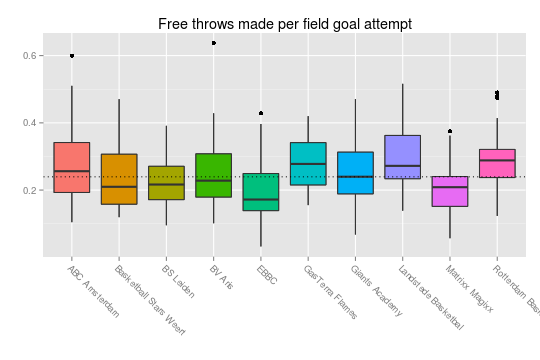 Free throws made per field goal attempt
0.6
0.4
0.2
ABC Amsterdam
Basketball Stars Weert
BS Leiden
BV Aris
EBBC
GasTerra Flames
Giants Academy
Landstede Basketbal
Matrixx Magixx
Rotterdam Bas